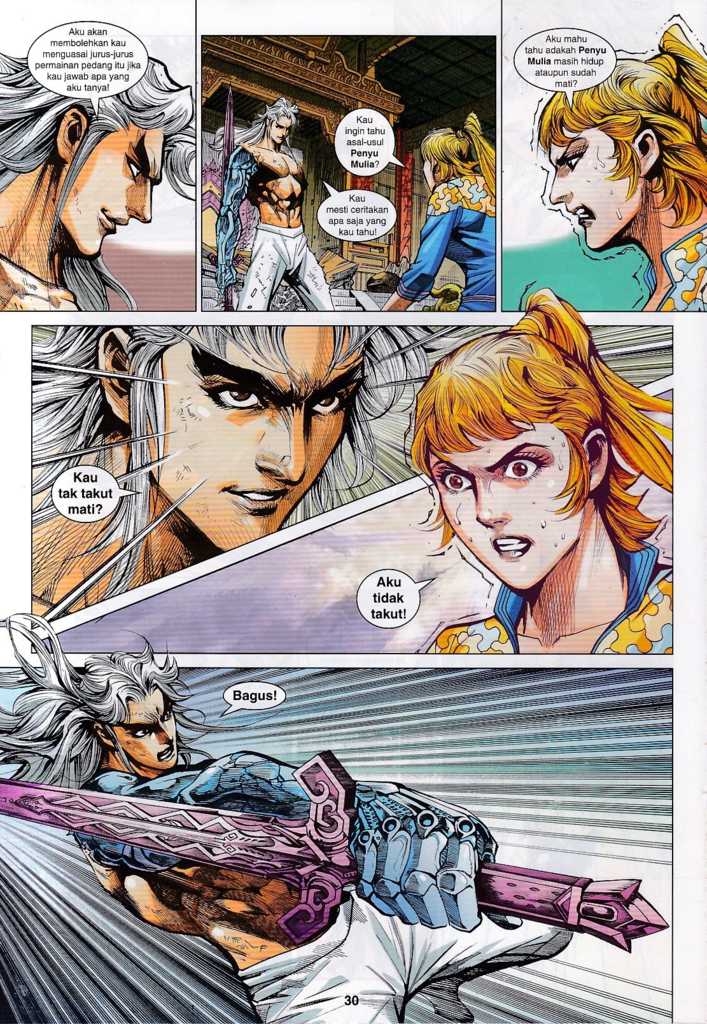 Aku akan
membolehkan kau
menguasai jurus-jurus
permainan pedang itu jika
kau jawab apa yang
aku tanya!
Kau
ingin tahu
asal-usul
Penyu
Mulia?
Kau
mesti ceritakan
apa saja yang
kau tahu!
Aku mahu
tahu adakah Penyu
Mulia masih hidup
ataupun sudah
mati?
Kau
tak takut
mati?
Aku
tidak
takut!
Bagus!
30